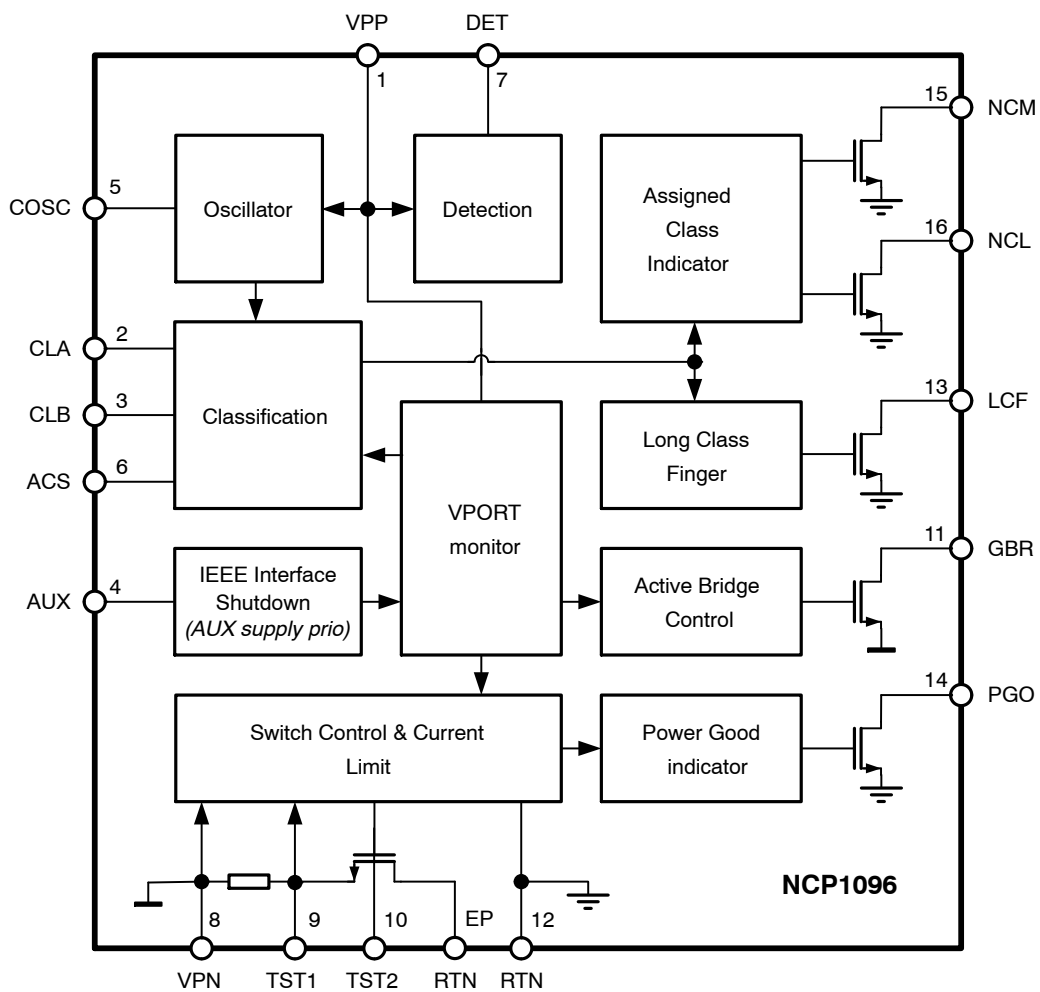 VPP
DET
1
7
15
NCM
5
COSC
Oscillator
Detection
Assigned
Class
Indicator
16
NCL
2
CLA
3
CLB
Classification
6
ACS
13
LCF
Long Class
Finger
VPORT
monitor
11
GBR
4
AUX
IEEE Interface
Shutdown
(AUX supply prio)
Active Bridge
Control
14
PGO
Switch Control & Current
Limit
Power Good
indicator
NCP1096
8
9
10
EP
12
VPN
TST1
TST2
RTN
RTN